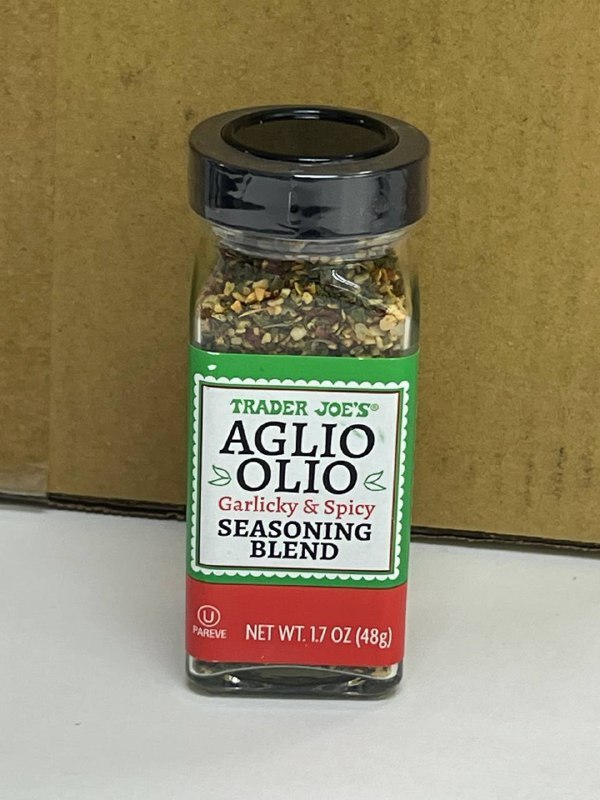 TRADER JOE'S®
AGLIO
OLIO
Garlicky & Spicy
SEASONING
BLEND
U
PAREVE
NET WT. 1.7 OZ (48g)